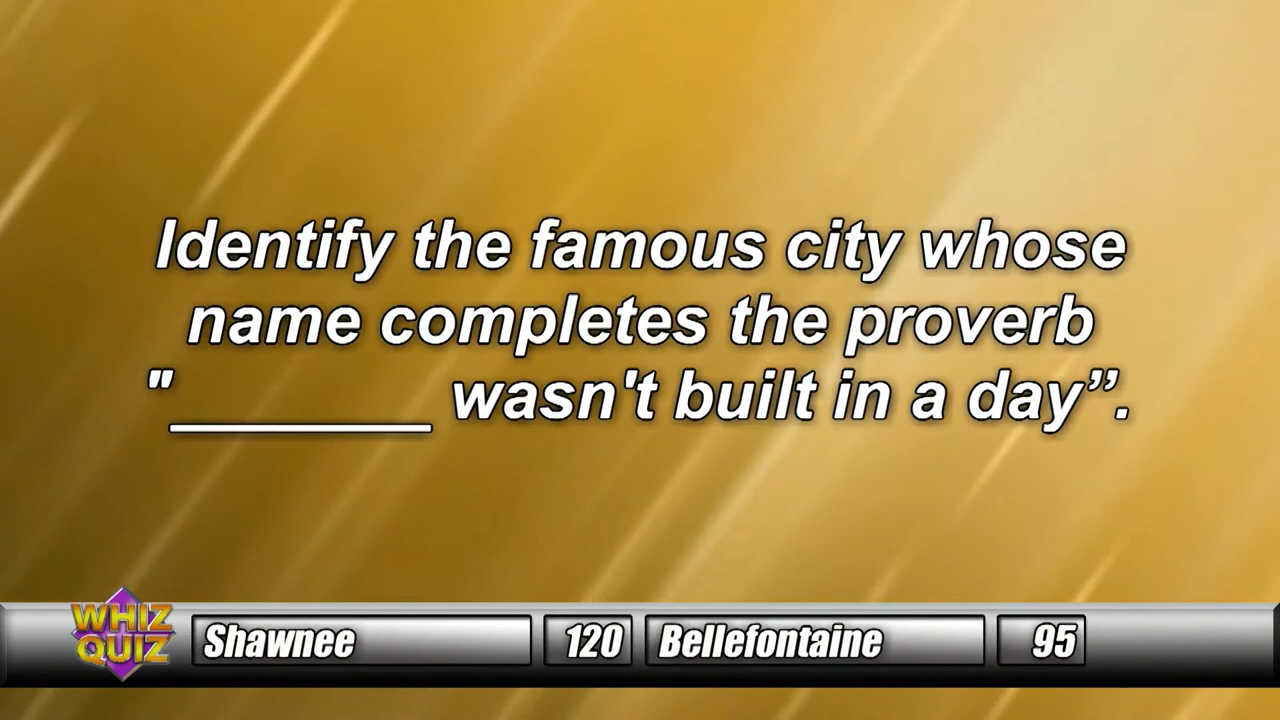 Identify the famous city whose
name completes the proverb
"________ wasn't built in a day”.
WHIZ
QUIZ
Shawnee 120 Bellefontaine 95